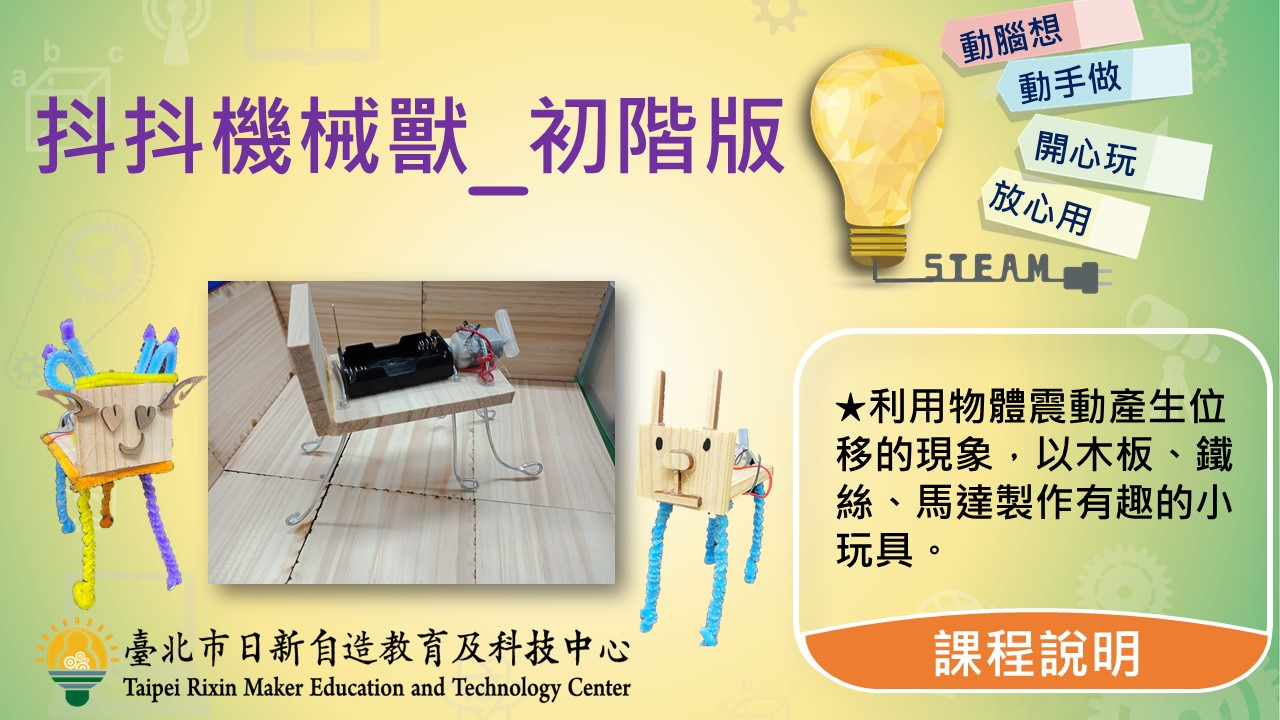 抖抖機械獸_初階版
動腦想
動手做
開心玩
放心用
STEAM
★利用物體震動產生位
移的現象，以木板、鐵
絲、馬達製作有趣的小
玩具。
課程說明
臺北市日新自造教育及科技中心
Taipei Rixin Maker Education and Technology Center
a
b
c